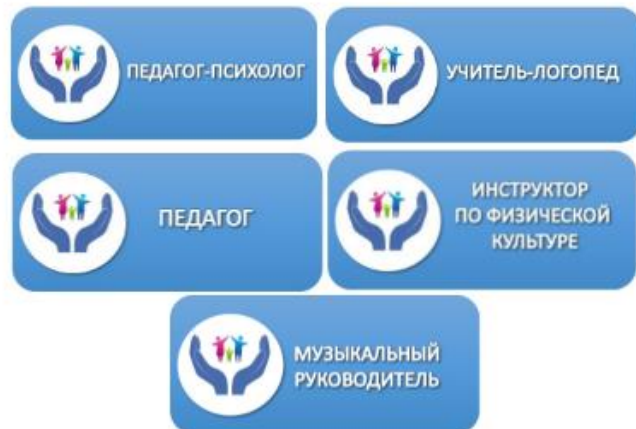 ПЕДАГОГ-ПСИХОЛОГ
УЧИТЕЛЬ-ЛОГОПЕД
ПЕДАГОГ
ИНСТРУКТОР
ПО ФИЗИЧЕСКОЙ
КУЛЬТУРЕ
МУЗЫКАЛЬНЫЙ
РУКОВОДИТЕЛЬ